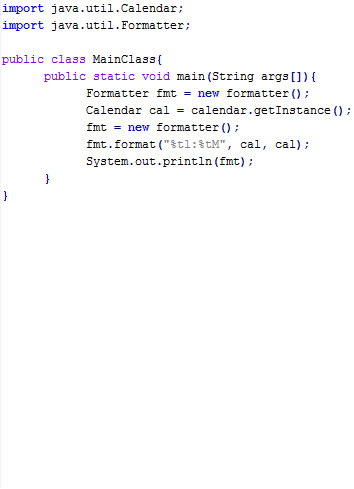 import java.util.Calendar;
import java.util.Formatter;
public class MainClass{
public static void main(String args[]){
Formatter fmt = new formatter();
Calendar cal = calendar.getInstance();
fmt = new formatter();
fmt.format("%tl:%tM", cal, cal);
System.out.println(fmt);
}
}